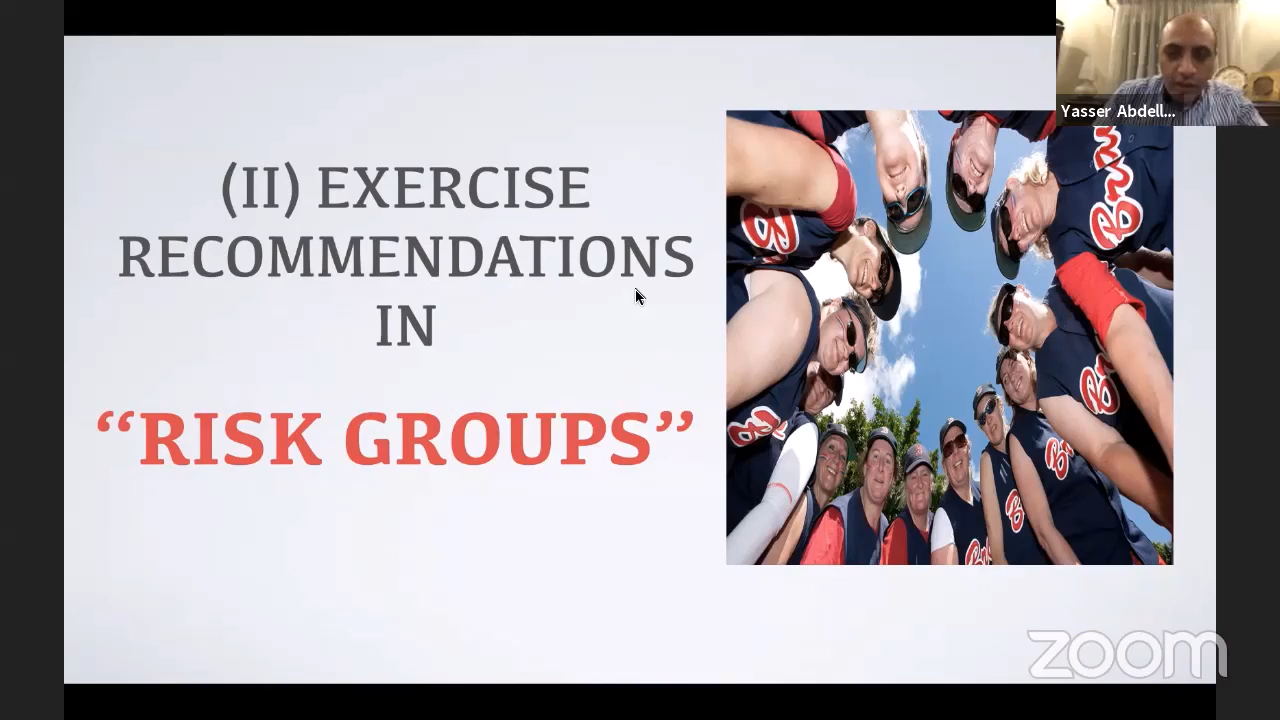 (II) EXERCISE
RECOMMENDATIONS
IN
“RISK GROUPS”
Yasser Abdell...
zoom